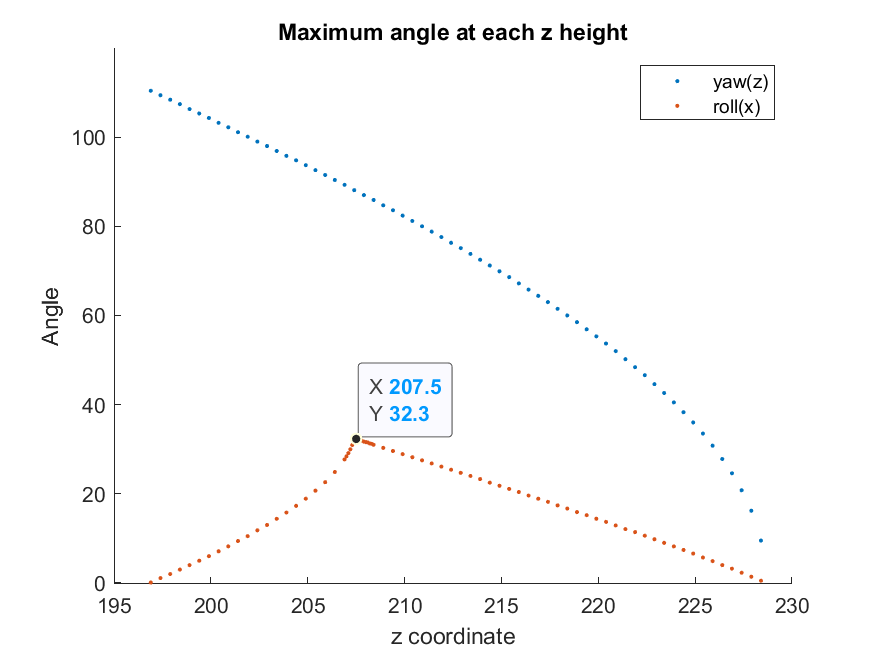 Maximum angle at each z height
yaw(z)
roll(x)
100
80
60
40
20
0
Angle
X 207.5
Y 32.3
195
200
205
210
215
220
225
230
z coordinate